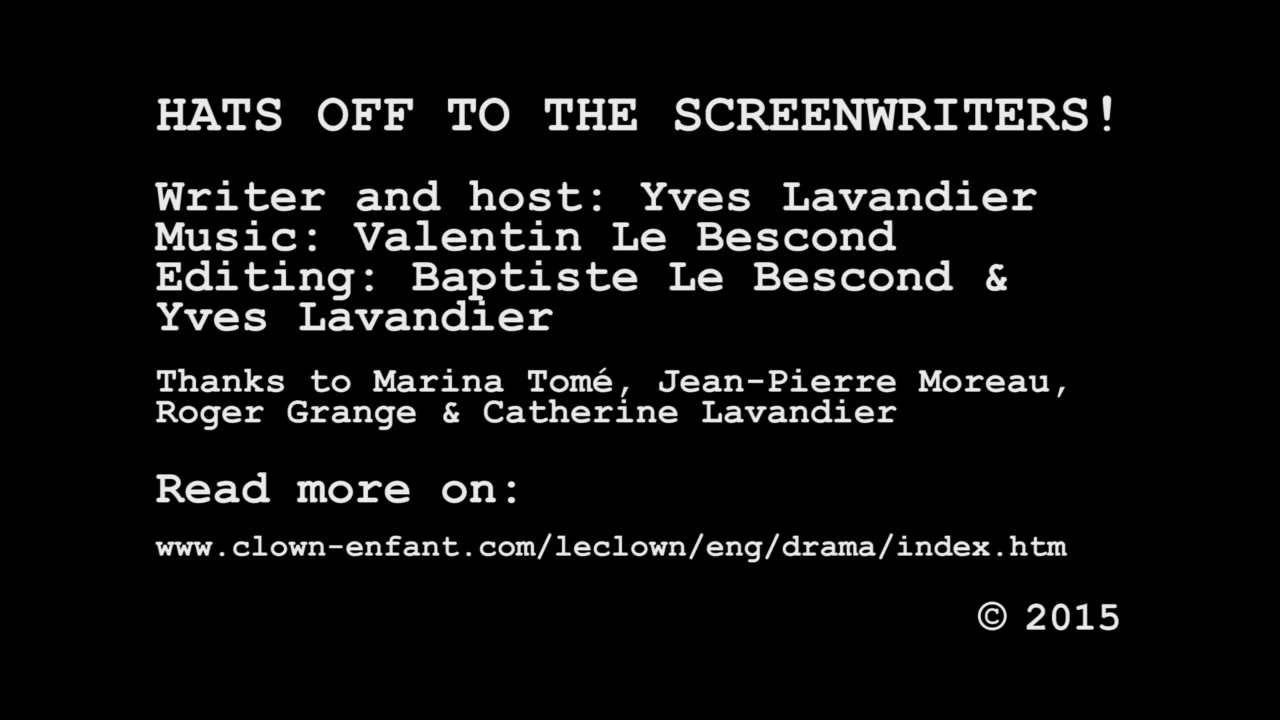 HATS OFF TO THE SCREENWRITERS!
Writer and host: Yves Lavandier
Music: Valentin Le Bescond
Editing: Baptiste Le Bescond &
Yves Lavandier
Thanks to Marina Tomé, Jean-Pierre Moreau,
Roger Grange & Catherine Lavandier
Read more on:
www.clown-enfant.com/leclown/eng/drama/index.htm
© 2015